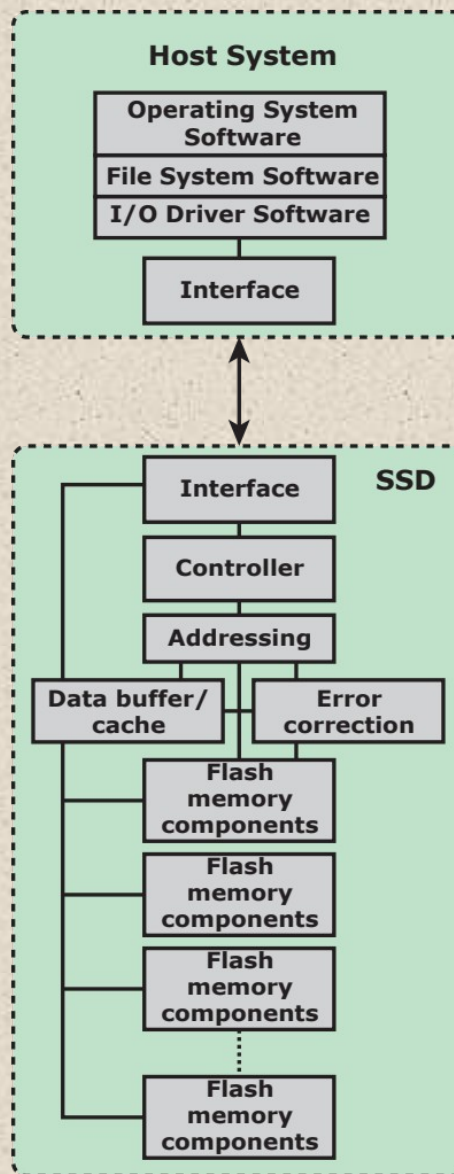 Host System
Operating System
Software
File System Software
I/O Driver Software
Interface
SSD
Interface
Controller
Addressing
Data buffer/
cache
Error
correction
Flash
memory
components
Flash
memory
components
Flash
memory
components
Flash
memory
components